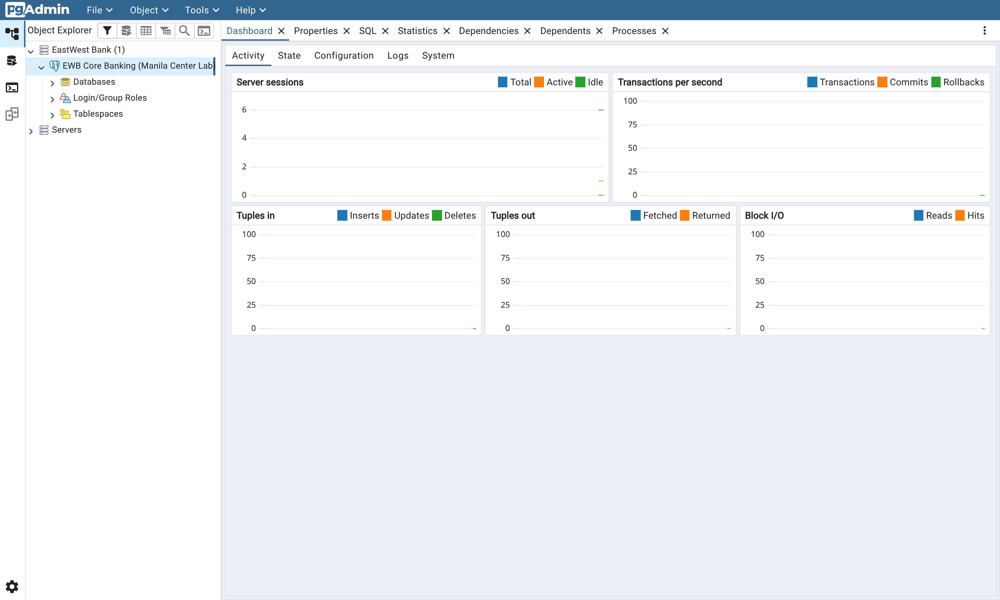 pgAdmin File Object Tools Help
Object Explorer
EastWest Bank (1)
EWB Core Banking (Manila Center Lab)
Databases
Login/Group Roles
Tablespaces
Servers
Dashboard Properties SQL Statistics Dependencies Dependents Processes
Activity State Configuration Logs System
Server sessions Total Active Idle
6
4
2
0
Transactions per second Transactions Commits Rollbacks
100
75
50
25
0
Tuples in Inserts Updates Deletes
100
75
50
25
0
Tuples out Fetched Returned
100
75
50
25
0
Block I/O Reads Hits
100
75
50
25
0